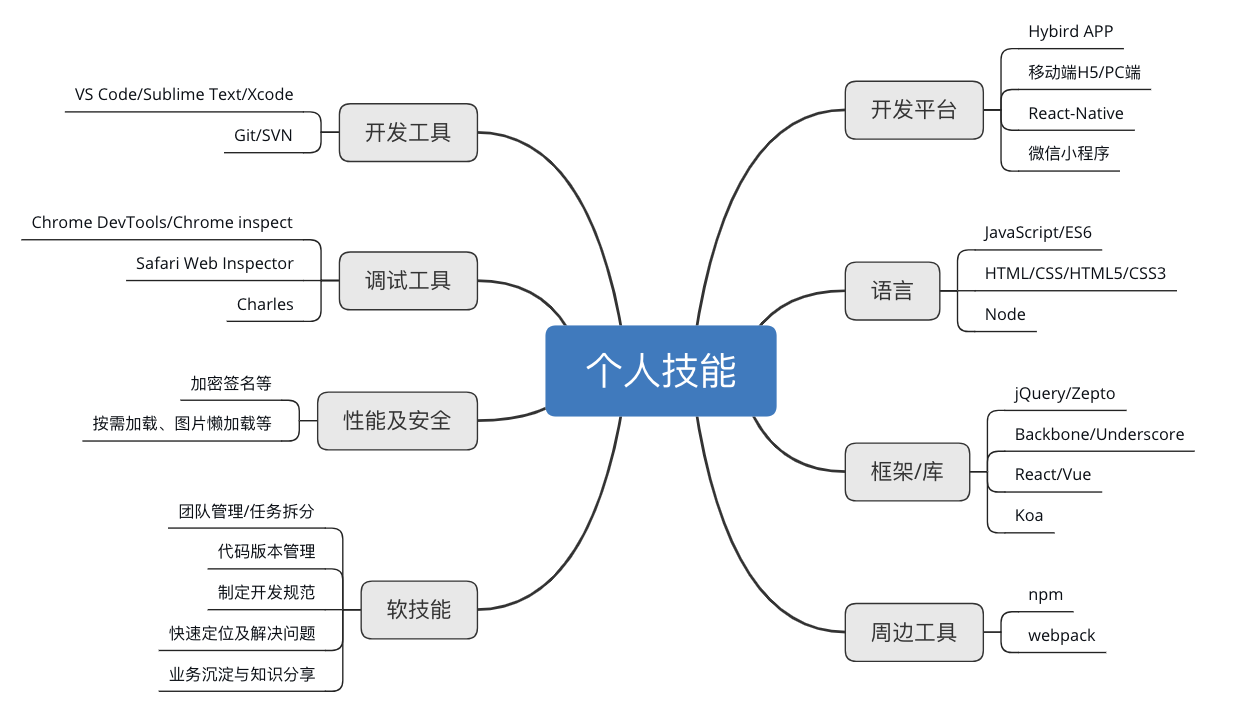 个人技能
开发平台
Hybird APP
移动端H5/PC端
React-Native
微信小程序
语言
JavaScript/ES6
HTML/CSS/HTML5/CSS3
Node
框架/库
jQuery/Zepto
Backbone/Underscore
React/Vue
Koa
周边工具
npm
webpack
开发工具
VS Code/Sublime Text/Xcode
Git/SVN
调试工具
Chrome DevTools/Chrome inspect
Safari Web Inspector
Charles
性能及安全
加密签名等
按需加载、图片懒加载等
软技能
团队管理/任务拆分
代码版本管理
制定开发规范
快速定位及解决问题
业务沉淀与知识分享